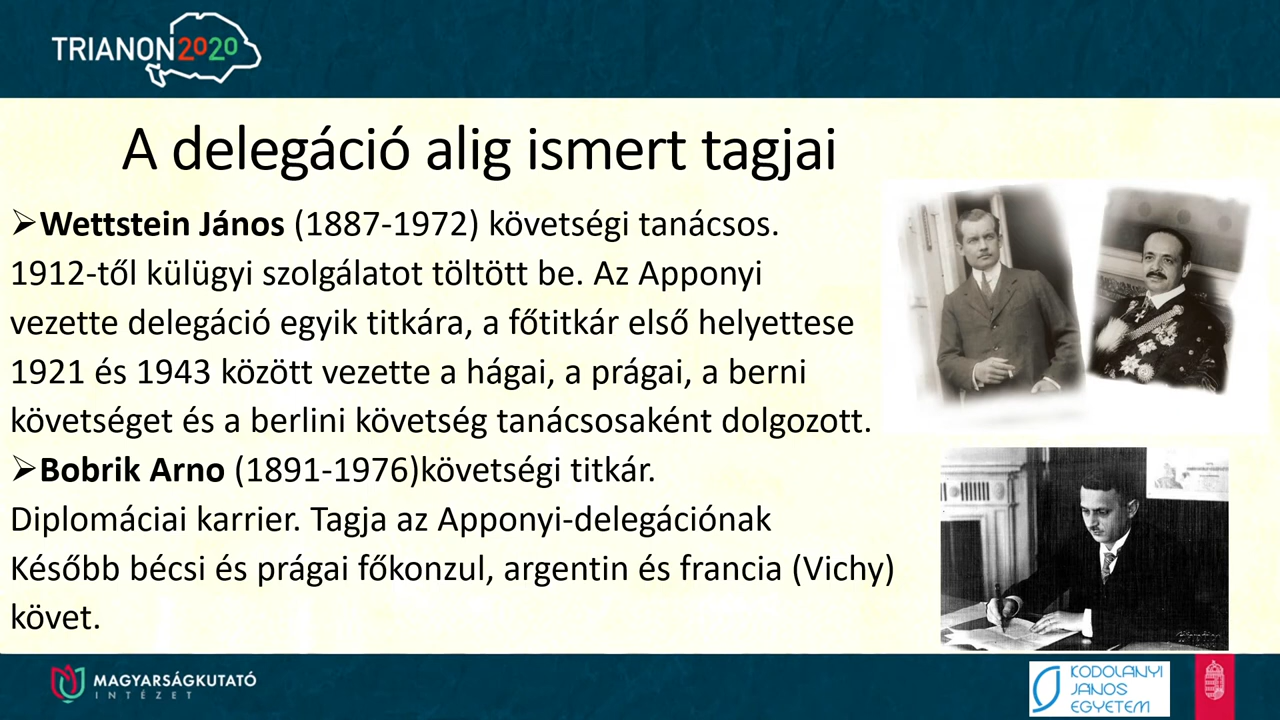 TRIANON2020
A delegáció alig ismert tagjai
➢Wettstein János (1887-1972) követségi tanácsos.
1912-től külügyi szolgálatot töltött be. Az Apponyi
vezette delegáció egyik titkára, a főtitkár első helyettese
1921 és 1943 között vezette a hágai, a prágai, a berni
követséget és a berlini követség tanácsosaként dolgozott.
➢Bobrik Arno (1891-1976)követségi titkár.
Diplomáciai karrier. Tagja az Apponyi-delegációnak
Később bécsi és prágai főkonzul, argentin és francia (Vichy)
követ.
MAGYARSÁGKUTATÓ
INTÉZET
KODOLÁNYI
JÁNOS
EGYETEM